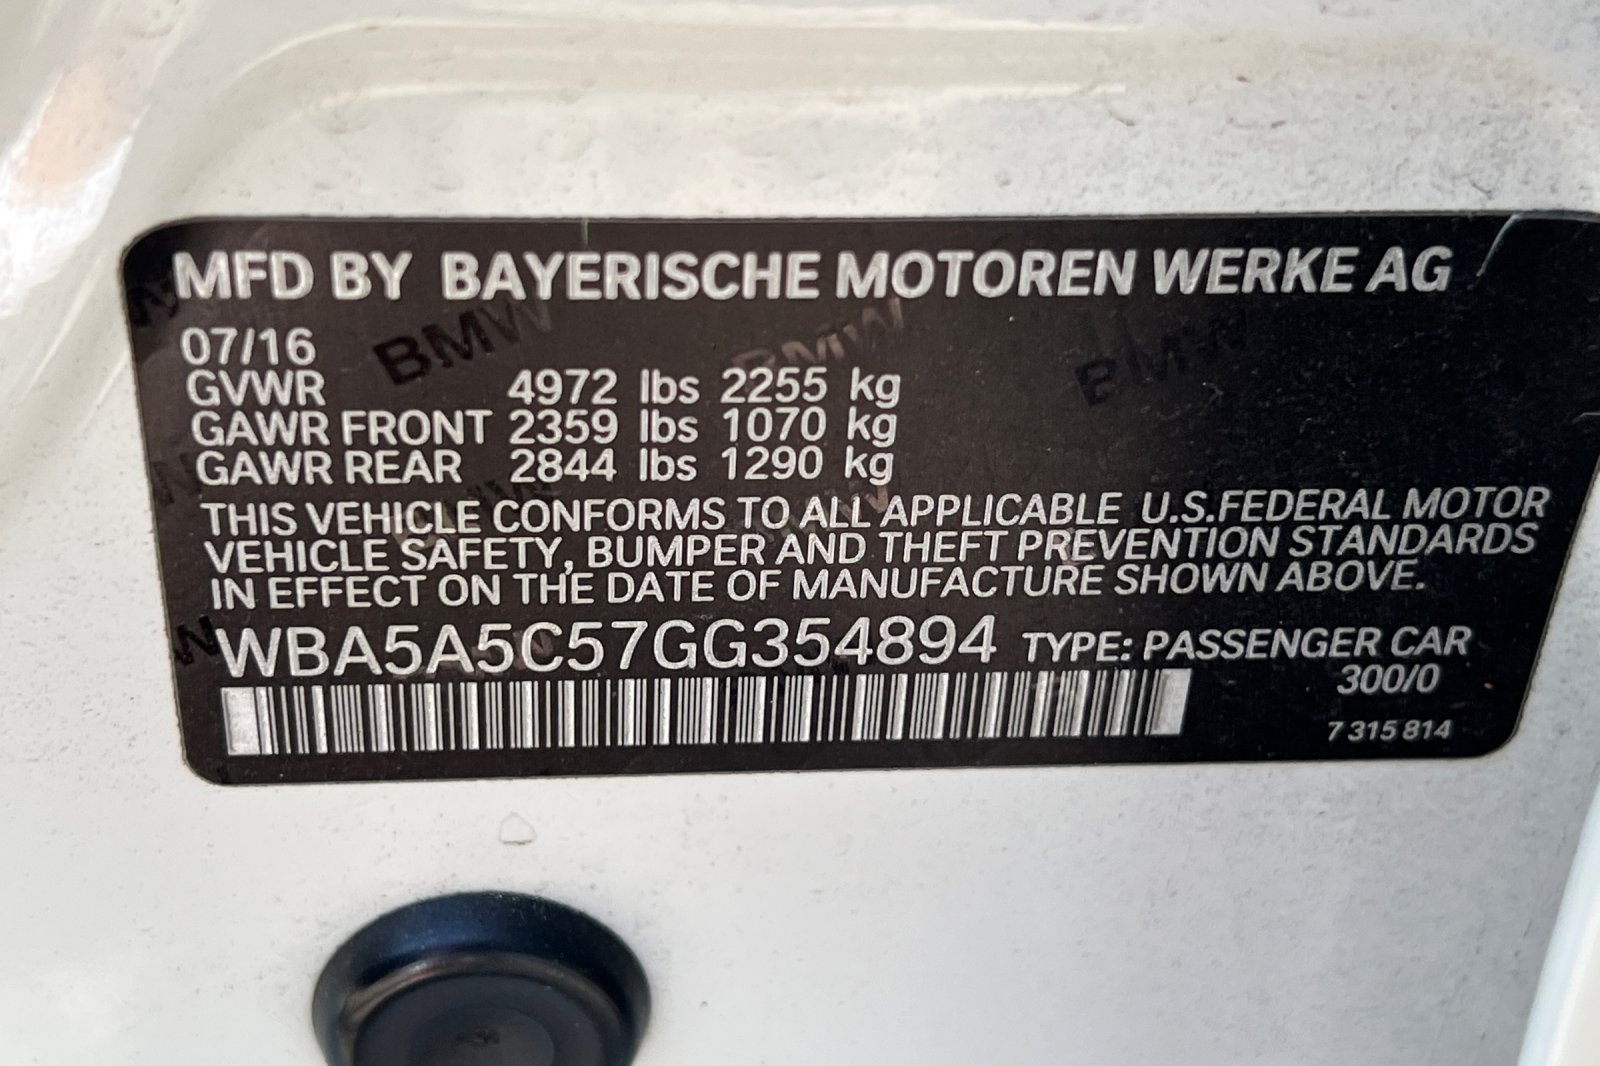 MFD BY BAYERISCHE MOTOREN WERKE AG
07/16
GVWR 4972 lbs 2255 kg
GAWR FRONT 2359 lbs 1070 kg
GAWR REAR 2844 lbs 1290 kg
THIS VEHICLE CONFORMS TO ALL APPLICABLE U.S.FEDERAL MOTOR
VEHICLE SAFETY, BUMPER AND THEFT PREVENTION STANDARDS
IN EFFECT ON THE DATE OF MANUFACTURE SHOWN ABOVE.
WBA5A5C57GG354894 TYPE: PASSENGER CAR
300/0
7 315 814
BMW
BMW
BMW